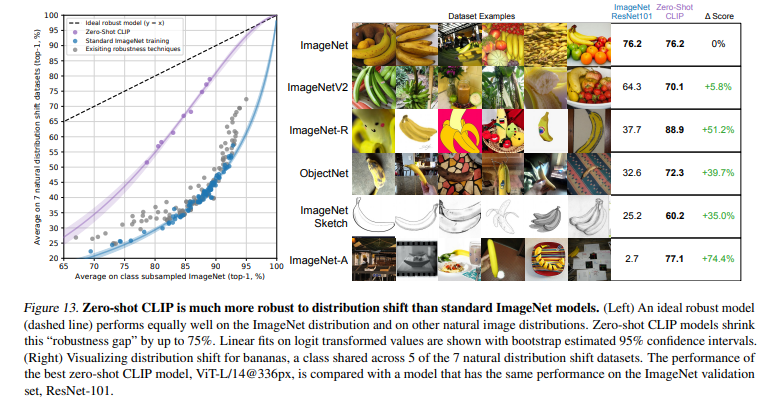 Ideal robust model (y = x)
Zero-Shot CLIP
Standard ImageNet training
Exisiting robustness techniques
100
95
90
85
80
75
70
65
60
55
50
45
40
35
30
25
20
65 70 75 80 85 90 95 100
Average on 7 natural distribution shift datasets (top-1, %)
Average on class subsampled ImageNet (top-1, %)
Dataset Examples
ImageNet ResNet101
Zero-Shot CLIP
Δ Score
ImageNet 76.2 76.2 0%
ImageNetV2 64.3 70.1 +5.8%
ImageNet-R 37.7 88.9 +51.2%
ObjectNet 32.6 72.3 +39.7%
ImageNet Sketch 25.2 60.2 +35.0%
ImageNet-A 2.7 77.1 +74.4%
Figure 13. Zero-shot CLIP is much more robust to distribution shift than standard ImageNet models. (Left) An ideal robust model
(dashed line) performs equally well on the ImageNet distribution and on other natural image distributions. Zero-shot CLIP models shrink
this “robustness gap” by up to 75%. Linear fits on logit transformed values are shown with bootstrap estimated 95% confidence intervals.
(Right) Visualizing distribution shift for bananas, a class shared across 5 of the 7 natural distribution shift datasets. The performance of
the best zero-shot CLIP model, ViT-L/14@336px, is compared with a model that has the same performance on the ImageNet validation
set, ResNet-101.